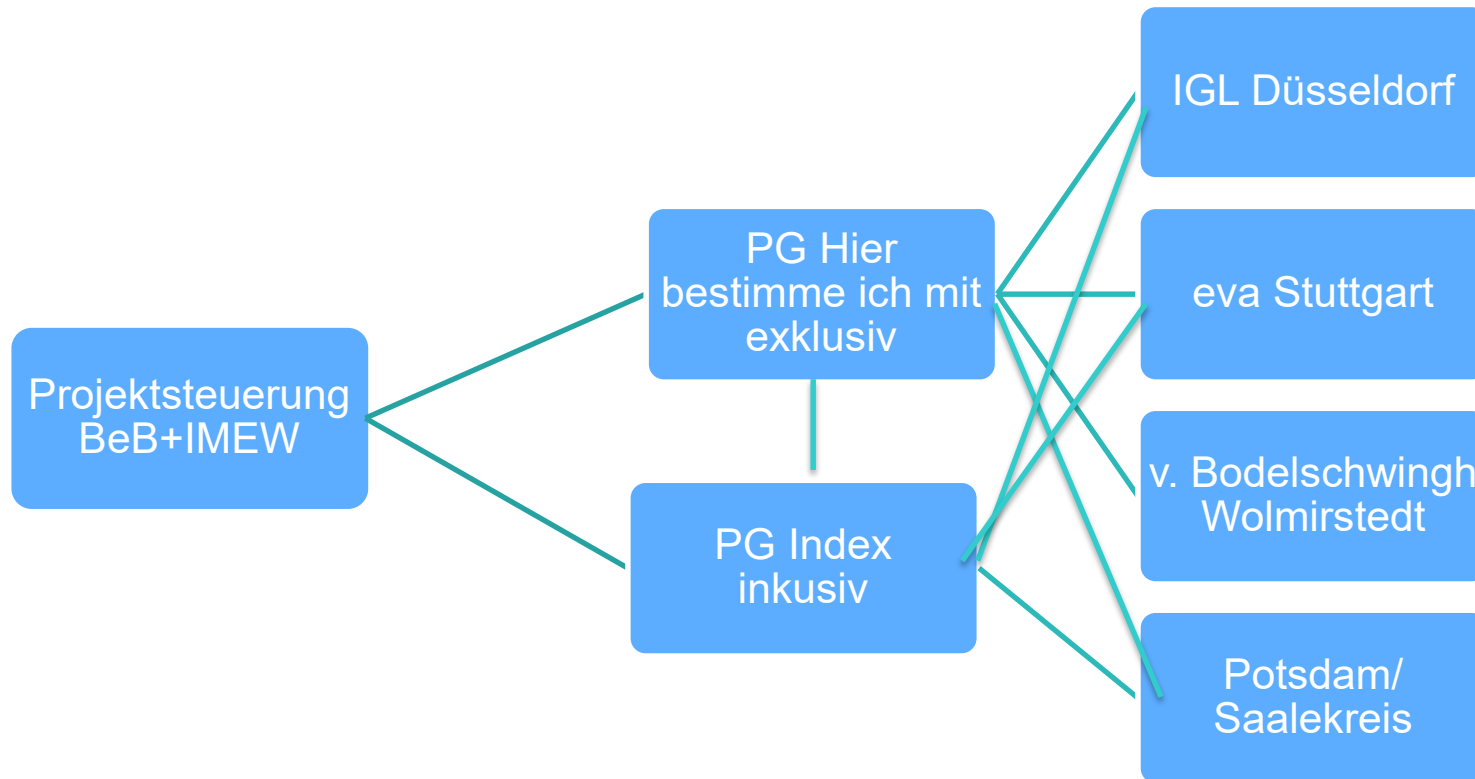 Projektsteuerung
BeB+IMEW
PG Hier
bestimme ich mit
exklusiv
PG Index
inkusiv
IGL Düsseldorf
eva Stuttgart
v. Bodelschwingh
Wolmirstedt
Potsdam/
Saalekreis